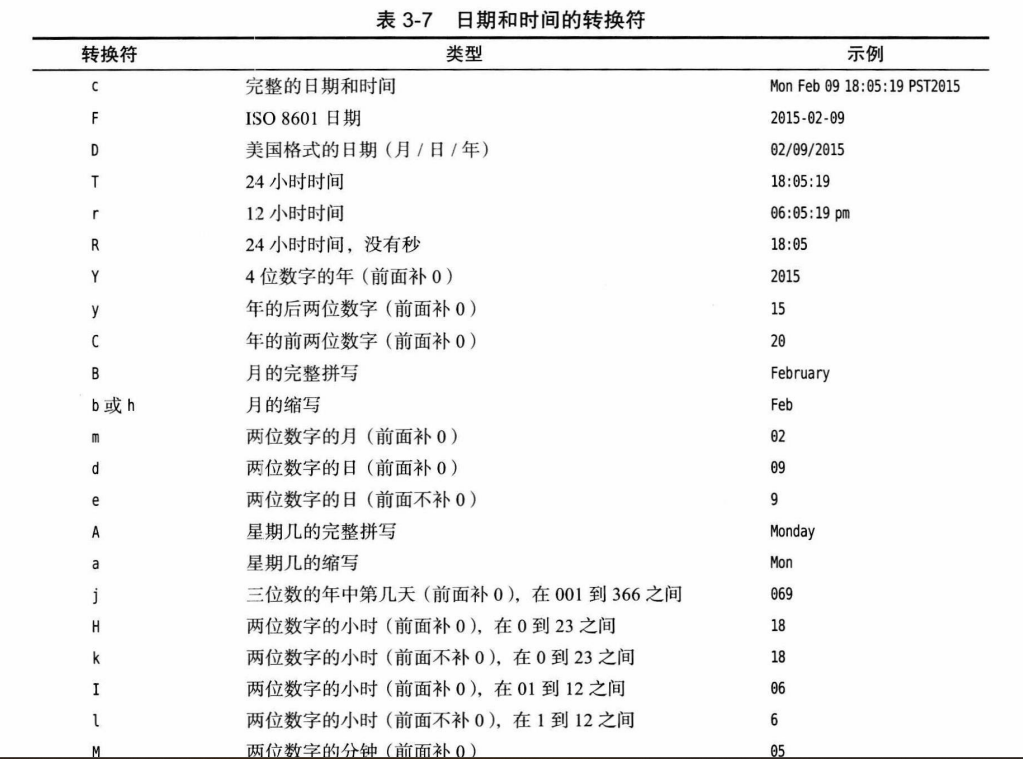 表 3-7 日期和时间的转换符
转换符 类型 示例
c 完整的日期和时间 Mon Feb 09 18:05:19 PST2015
F ISO 8601 日期 2015-02-09
D 美国格式的日期（月 / 日 / 年） 02/09/2015
T 24 小时时间 18:05:19
r 12 小时时间 06:05:19 pm
R 24 小时时间，没有秒 18:05
Y 4 位数字的年（前面补 0） 2015
y 年的后两位数字（前面补 0） 15
C 年的前两位数字（前面补 0） 20
B 月的完整拼写 February
b 或 h 月的缩写 Feb
m 两位数字的月（前面补 0） 02
d 两位数字的日（前面补 0） 09
e 两位数字的日（前面不补 0） 9
A 星期几的完整拼写 Monday
a 星期几的缩写 Mon
j 三位数的年中第几天（前面补 0），在 001 到 366 之间 069
H 两位数字的小时（前面补 0），在 0 到 23 之间 18
k 两位数字的小时（前面不补 0），在 0 到 23 之间 18
I 两位数字的小时（前面补 0），在 01 到 12 之间 06
l 两位数字的小时（前面不补 0），在 1 到 12 之间 6
M 两位数字的分钟（前面补 0） 05